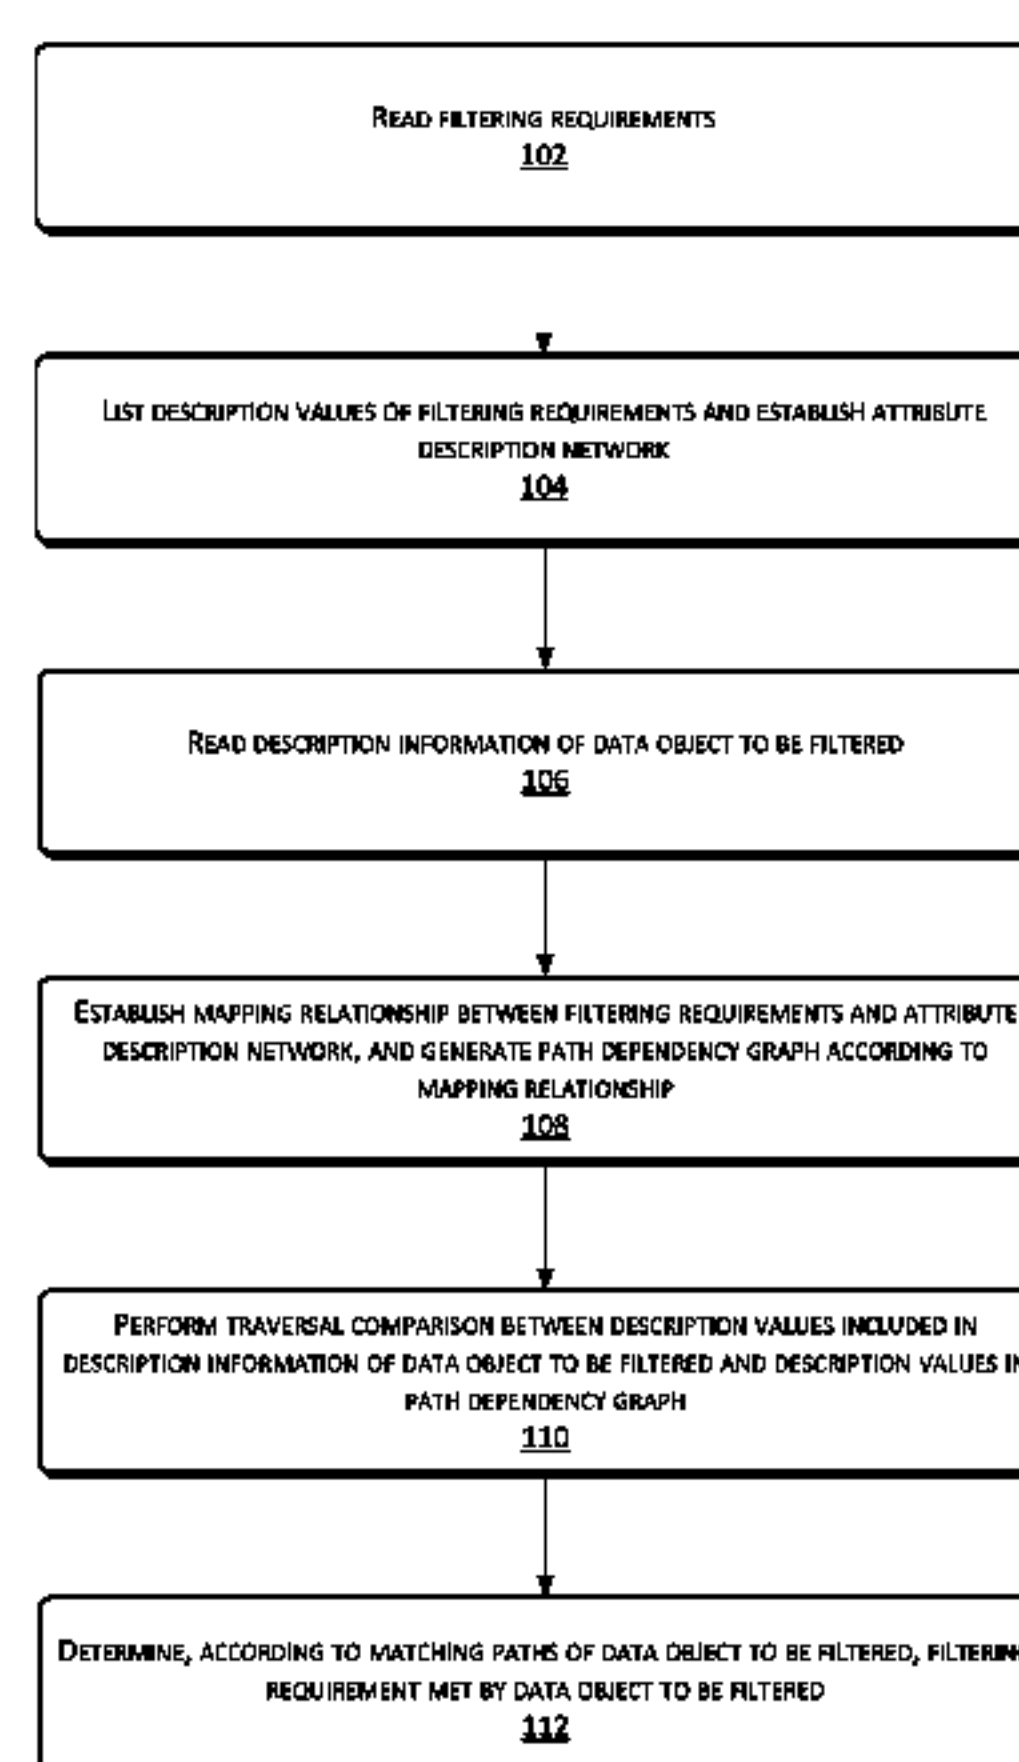 READ FILTERING REQUIREMENTS
102
LIST DESCRIPTION VALUES OF FILTERING REQUIREMENTS AND ESTABLISH ATTRIBUTE
DESCRIPTION NETWORK
104
READ DESCRIPTION INFORMATION OF DATA OBJECT TO BE FILTERED
106
ESTABLISH MAPPING RELATIONSHIP BETWEEN FILTERING REQUIREMENTS AND ATTRIBUTE
DESCRIPTION NETWORK, AND GENERATE PATH DEPENDENCY GRAPH ACCORDING TO
MAPPING RELATIONSHIP
108
PERFORM TRAVERSAL COMPARISON BETWEEN DESCRIPTION VALUES INCLUDED IN
DESCRIPTION INFORMATION OF DATA OBJECT TO BE FILTERED AND DESCRIPTION VALUES IN
PATH DEPENDENCY GRAPH
110
DETERMINE, ACCORDING TO MATCHING PATHS OF DATA OBJECT TO BE FILTERED, FILTERING
REQUIREMENT MET BY DATA OBJECT TO BE FILTERED
112